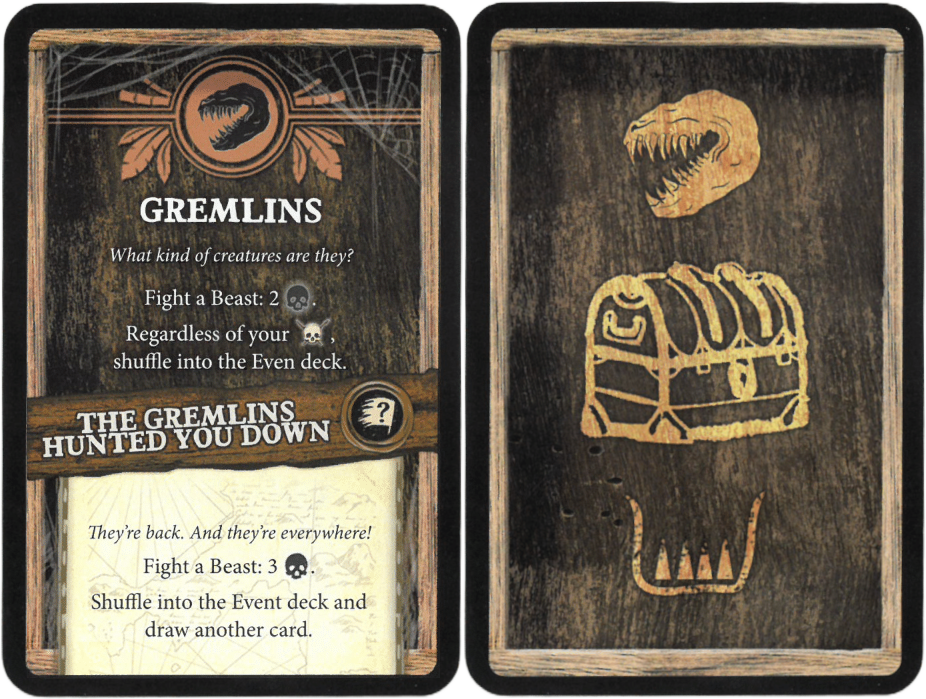 GREMLINS
What kind of creatures are they?
Fight a Beast: 2 .
Regardless of your ,
shuffle into the Even deck.
THE GREMLINS
HUNTED YOU DOWN
?
They're back. And they're everywhere!
Fight a Beast: 3 .
Shuffle into the Event deck and
draw another card.